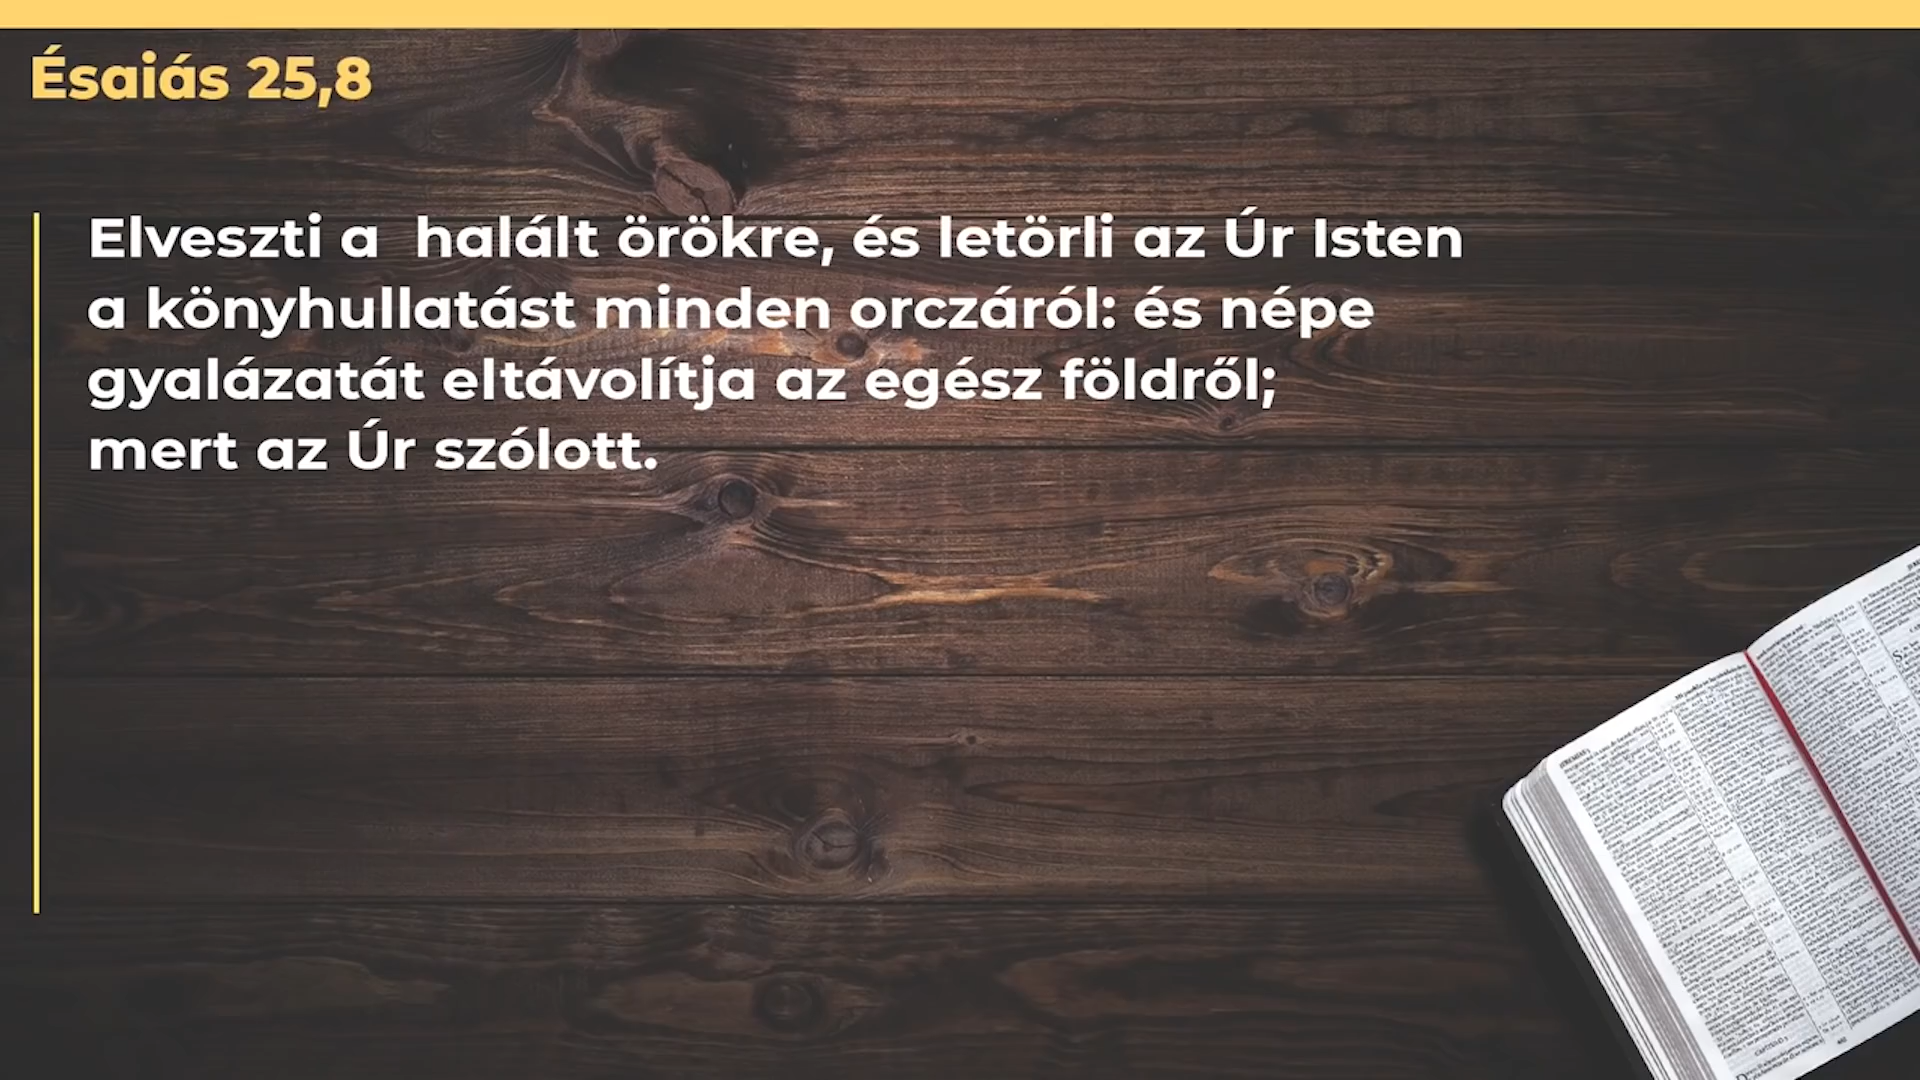 Ésaiás 25,8
Elveszti a  halált örökre, és letörli az Úr Isten
a könyhullatást minden orczáról: és népe
gyalázatát eltávolítja az egész földről;
mert az Úr szólott.